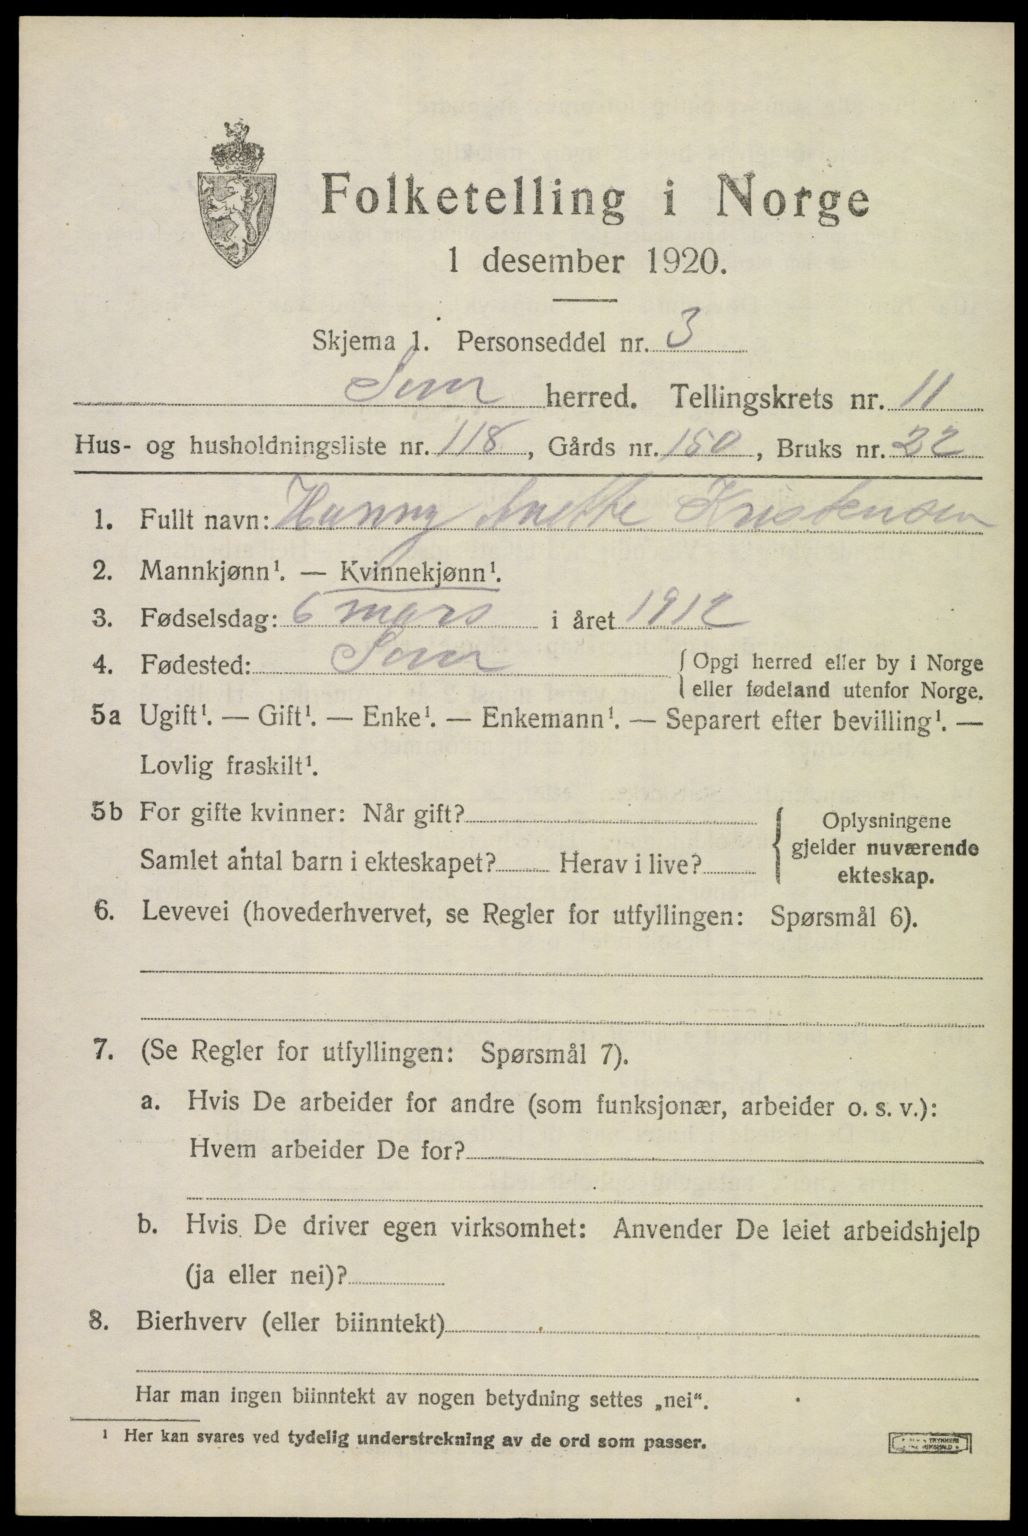 Folketelling i Norge
1 desember 1920.
Skjema 1. Personseddel nr. 3
herred. Tellingskrets nr. 11
Hus- og husholdningsliste nr. 118, Gårds nr. 150, Bruks nr. 22
1. Fullt navn: Hanny Anette Kristensen
2. Mannkjønn¹. — Kvinnekjønn¹.
3. Fødselsdag: 6 mars i året 1912
4. Fødested: {Opgi herred eller by i Norge
eller fødeland utenfor Norge.
5a Ugift¹. — Gift¹. — Enke¹. — Enkemann¹. — Separert efter bevilling¹. —
Lovlig fraskilt¹.
5b For gifte kvinner: Når gift?
Samlet antal barn i ekteskapet? Herav i live?
{Oplysningene
gjelder nuværende
ekteskap.
6. Levevei (hovederhvervet, se Regler for utfyllingen: Spørsmål 6).
7. (Se Regler for utfyllingen: Spørsmål 7).
a. Hvis De arbeider for andre (som funksjonær, arbeider o. s. v.):
Hvem arbeider De for?
b. Hvis De driver egen virksomhet: Anvender De leiet arbeidshjelp
(ja eller nei)?
8. Bierhverv (eller biinntekt)
Har man ingen biinntekt av nogen betydning settes „nei“.
¹ Her kan svares ved tydelig understrekning av de ord som passer.